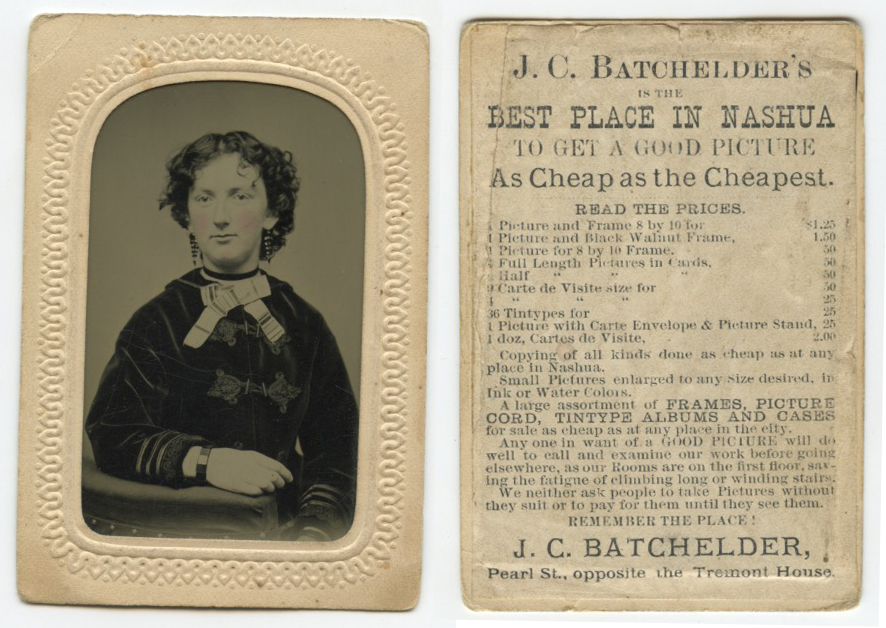 J. C. BATCHELDER'S
IS THE
BEST PLACE IN NASHUA
TO GET A GOOD PICTURE
As Cheap as the Cheapest.
READ THE PRICES.
1 Picture and Frame 8 by 10 for $1.25
1 Picture and Black Walnut Frame, 1.50
1 Picture for 8 by 10 Frame, 50
Full Length Pictures in Cards, 50
Half " " " 50
9 Carte de Visite size for 50
4 " " " 25
36 Tintypes for 25
1 Picture with Carte Envelope & Picture Stand, 25
1 doz, Cartes de Visite, 2.00
Copying of all kinds done as cheap as at any
place in Nashua.
Small Pictures enlarged to any size desired, in
Ink or Water Colors.
A large assortment of FRAMES, PICTURE
CORD, TINTYPE ALBUMS AND CASES
for sale as cheap as at any place in the city.
Any one in want of a GOOD PICTURE will do
well to call and examine our work before going
elsewhere, as our Rooms are on the first floor, sav-
ing the fatigue of climbing long or winding stairs.
We neither ask people to take Pictures without
they suit or to pay for them until they see them.
REMEMBER THE PLACE!
J. C. BATCHELDER,
Pearl St., opposite the Tremont House.